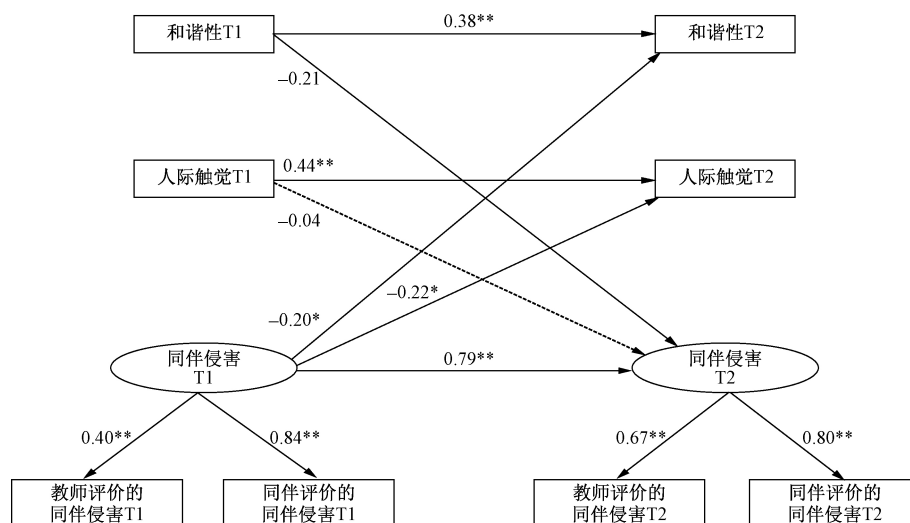 和谐性T1
0.38**
和谐性T2
–0.21
人际触觉T1
0.44**
人际触觉T2
–0.04
–0.22*
–0.20*
同伴侵害
T1
0.79**
同伴侵害
T2
0.40**
0.84**
0.67**
0.80**
教师评价的
同伴侵害T1
同伴评价的
同伴侵害T1
教师评价的
同伴侵害T2
同伴评价的
同伴侵害T2